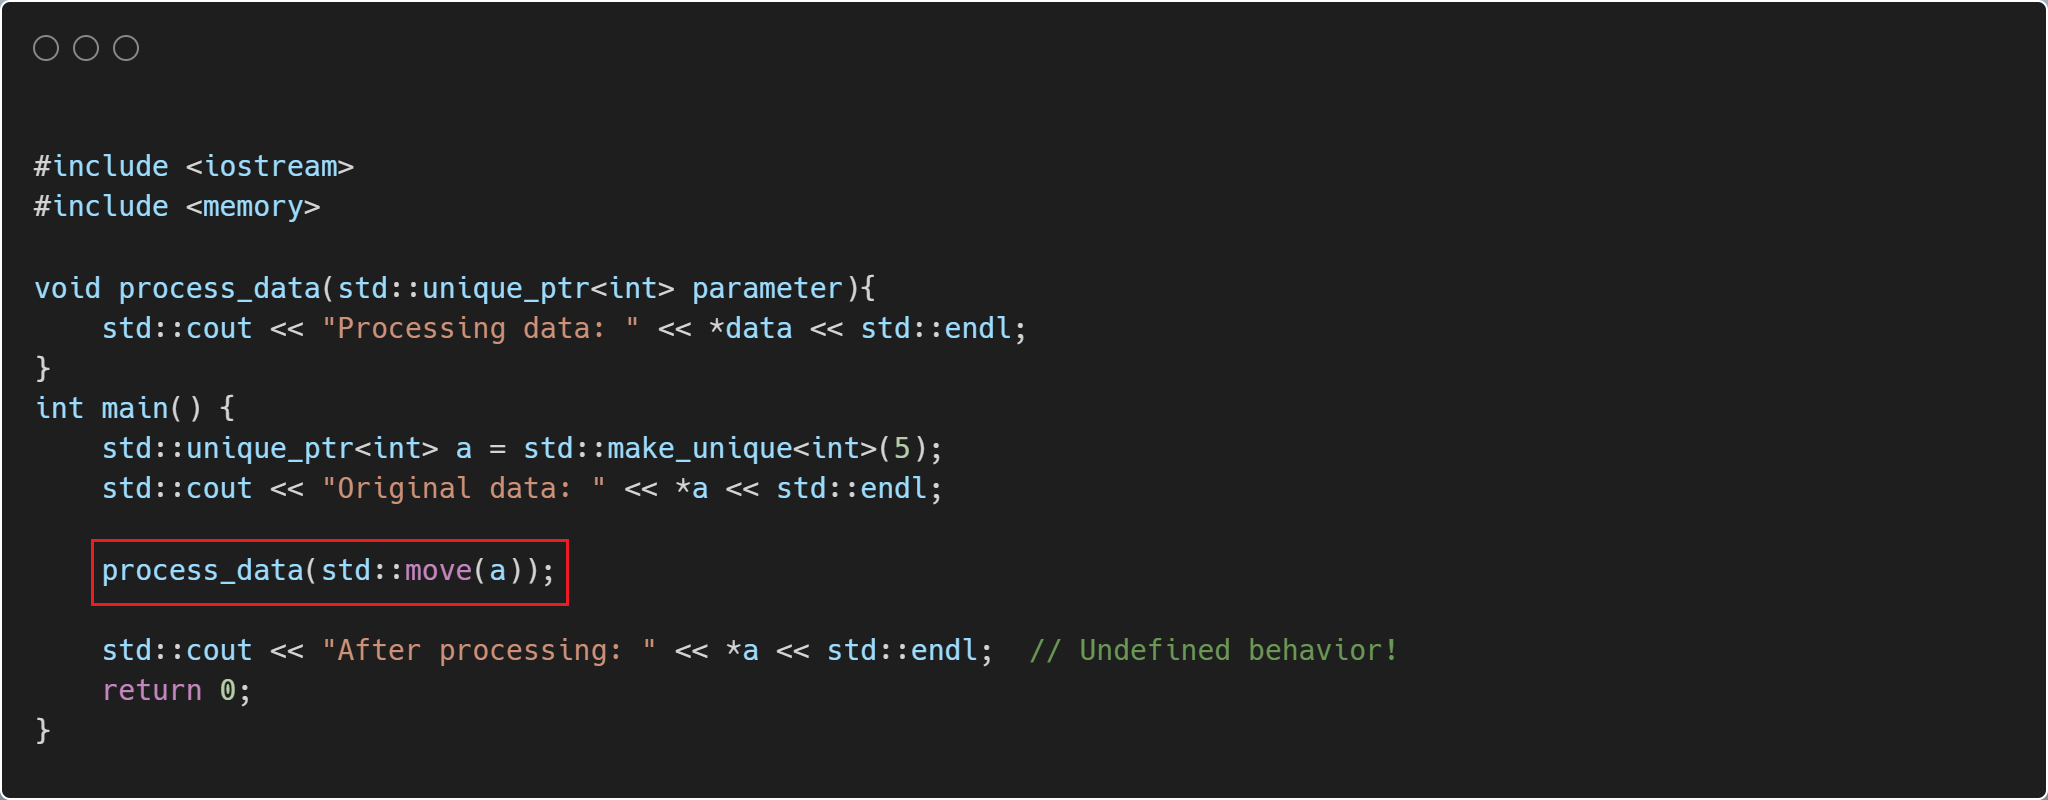 #include <iostream>
#include <memory>
void process_data(std::unique_ptr<int> parameter){
    std::cout << "Processing data: " << *data << std::endl;
}
int main() {
    std::unique_ptr<int> a = std::make_unique<int>(5);
    std::cout << "Original data: " << *a << std::endl;
    process_data(std::move(a));
    std::cout << "After processing: " << *a << std::endl;  // Undefined behavior!
    return 0;
}